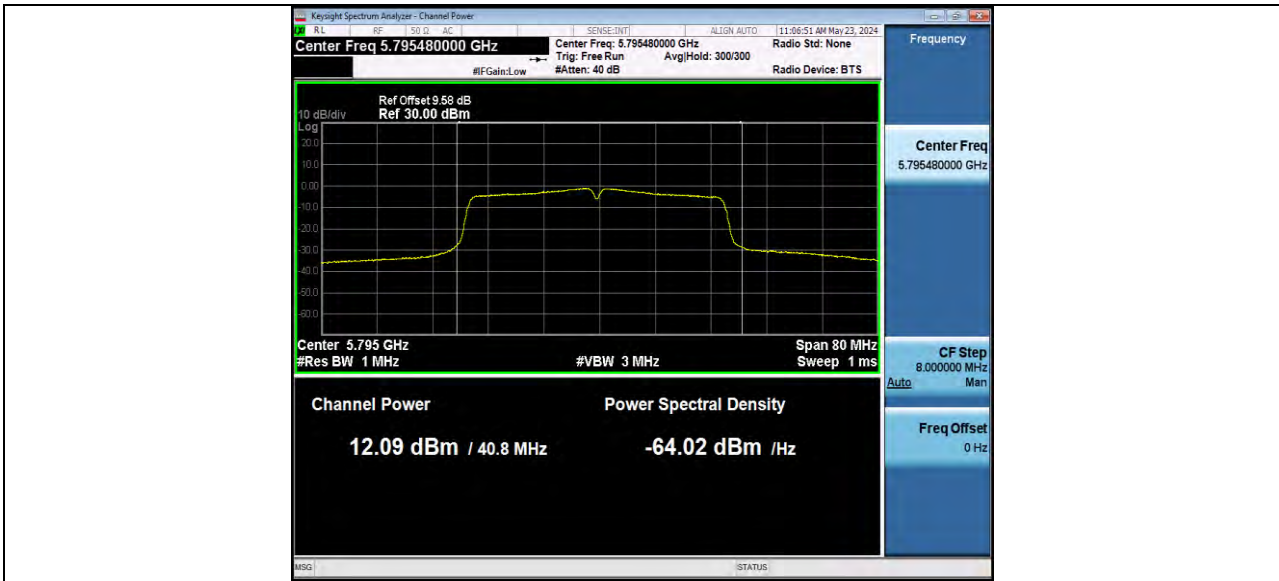 Keysight Spectrum Analyzer - Channel Power
RL RF 50 Ω AC SENSE:INT ALIGN AUTO 11:06:51 AM May 23, 2024
Center Freq 5.795480000 GHz
Center Freq: 5.795480000 GHz
Radio Std: None
Trig: Free Run
Avg|Hold: 300/300
#IFGain:Low
#Atten: 40 dB
Radio Device: BTS
Ref Offset 9.58 dB
10 dB/div
Ref 30.00 dBm
Log
20.0
10.0
0.00
-10.0
-20.0
-30.0
-40.0
-50.0
-60.0
Center 5.795 GHz
Span 80 MHz
#Res BW 1 MHz
#VBW 3 MHz
Sweep 1 ms
Channel Power
Power Spectral Density
12.09 dBm / 40.8 MHz
-64.02 dBm /Hz
MSG
STATUS
Frequency
Center Freq
5.795480000 GHz
CF Step
8.000000 MHz
Auto Man
Freq Offset
0 Hz